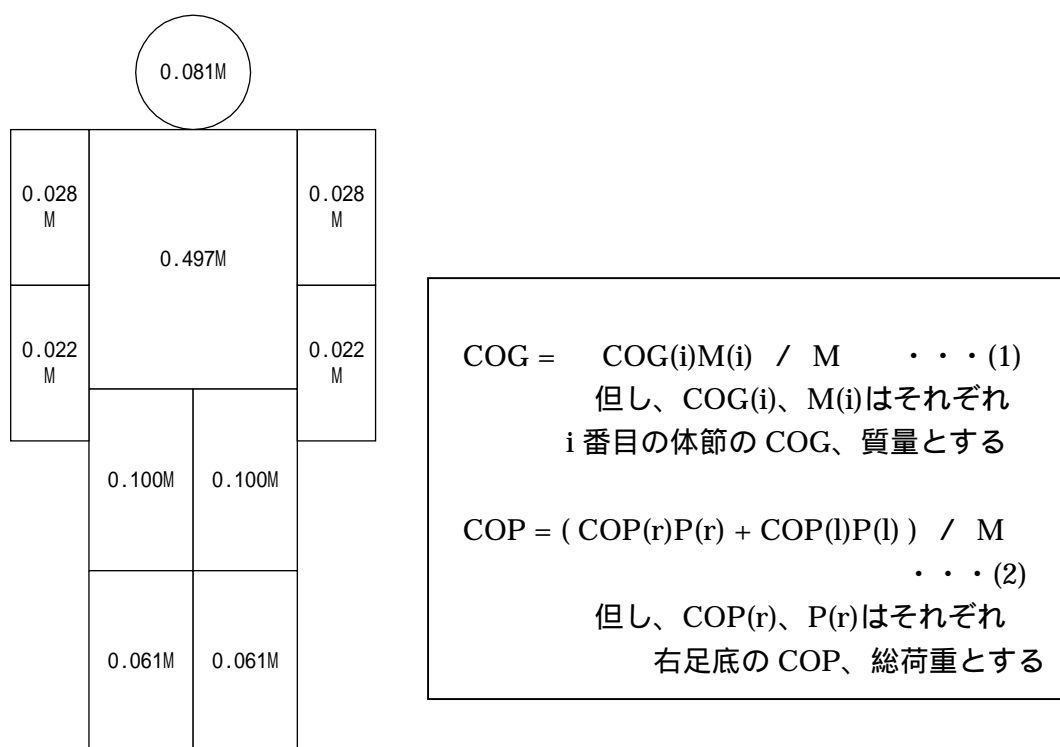 0.081M
0.028
M
0.028
M
0.497M
0.022
M
0.022
M
0.100M
0.100M
0.061M
0.061M
COG = COG(i)M(i) / M ・・・(1)
但し、COG(i)、M(i)はそれぞれ
i 番目の体節の COG、質量とする
COP = ( COP(r)P(r) + COP(l)P(l) ) / M
・・・(2)
但し、COP(r)、P(r)はそれぞれ
右足底の COP、総荷重とする